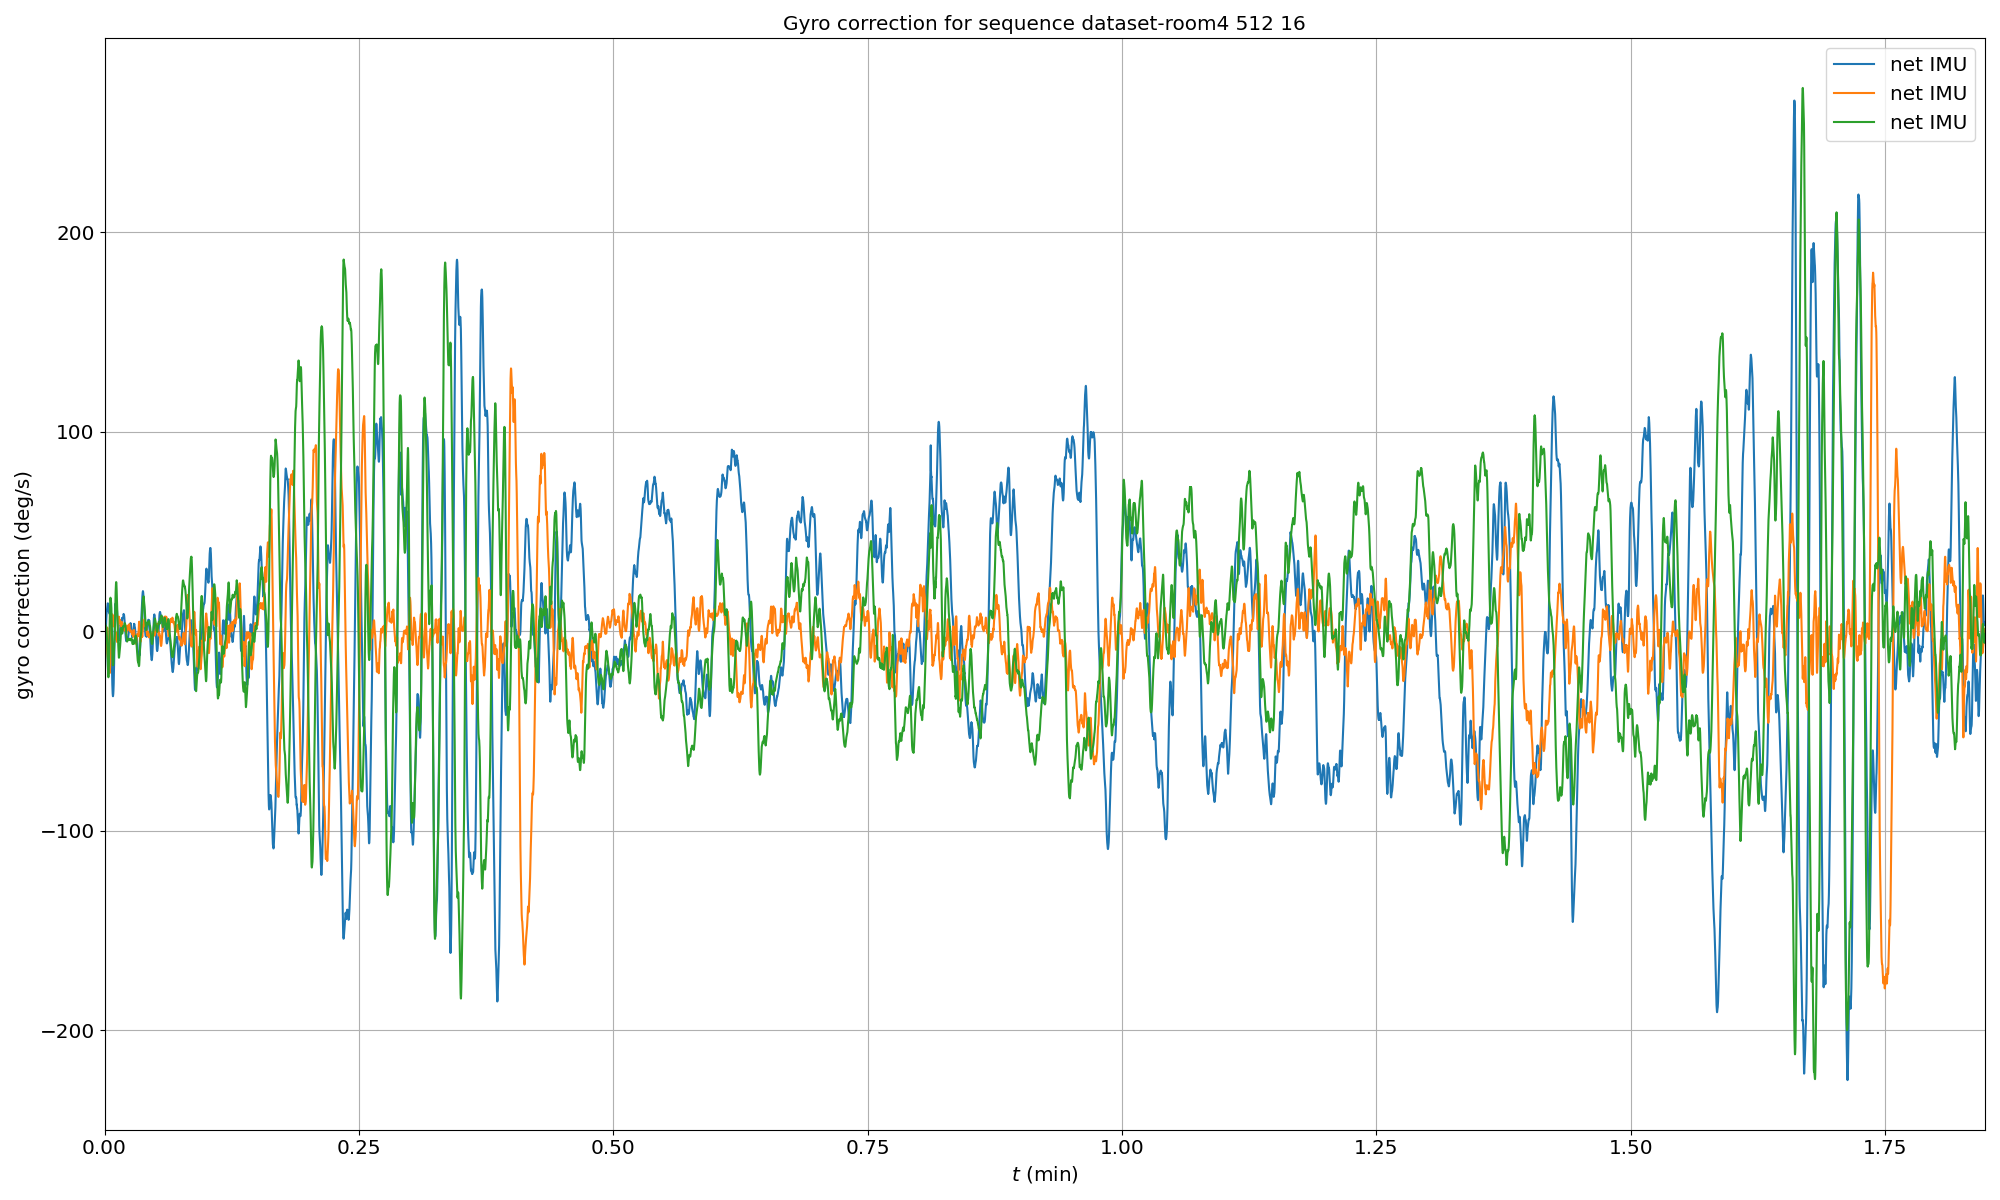 Gyro correction for sequence dataset-room4 512 16
net IMU
net IMU
net IMU
gyro correction (deg/s)
200
100
0
−100
−200
0.00 0.25 0.50 0.75 1.00 1.25 1.50 1.75
t (min)